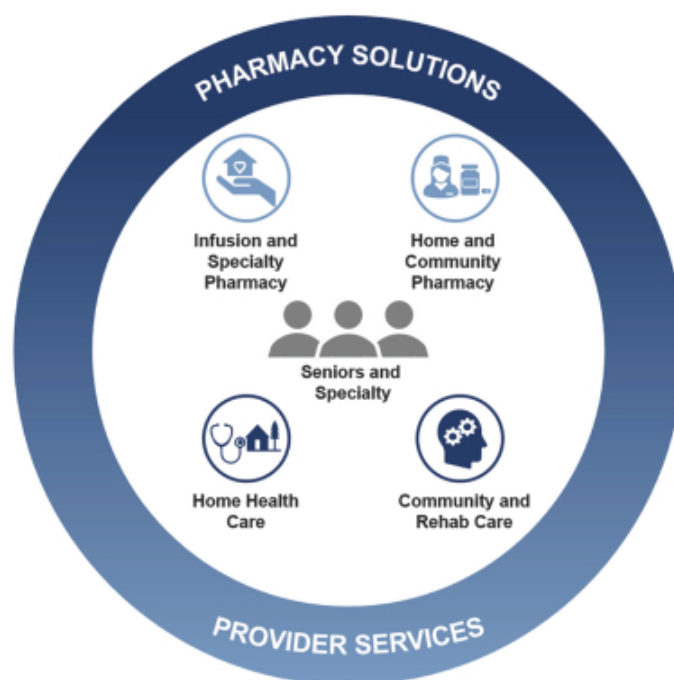 PHARMACY SOLUTIONS
Infusion and
Specialty
Pharmacy
Home and
Community
Pharmacy
Seniors and
Specialty
Home Health
Care
Community and
Rehab Care
PROVIDER SERVICES